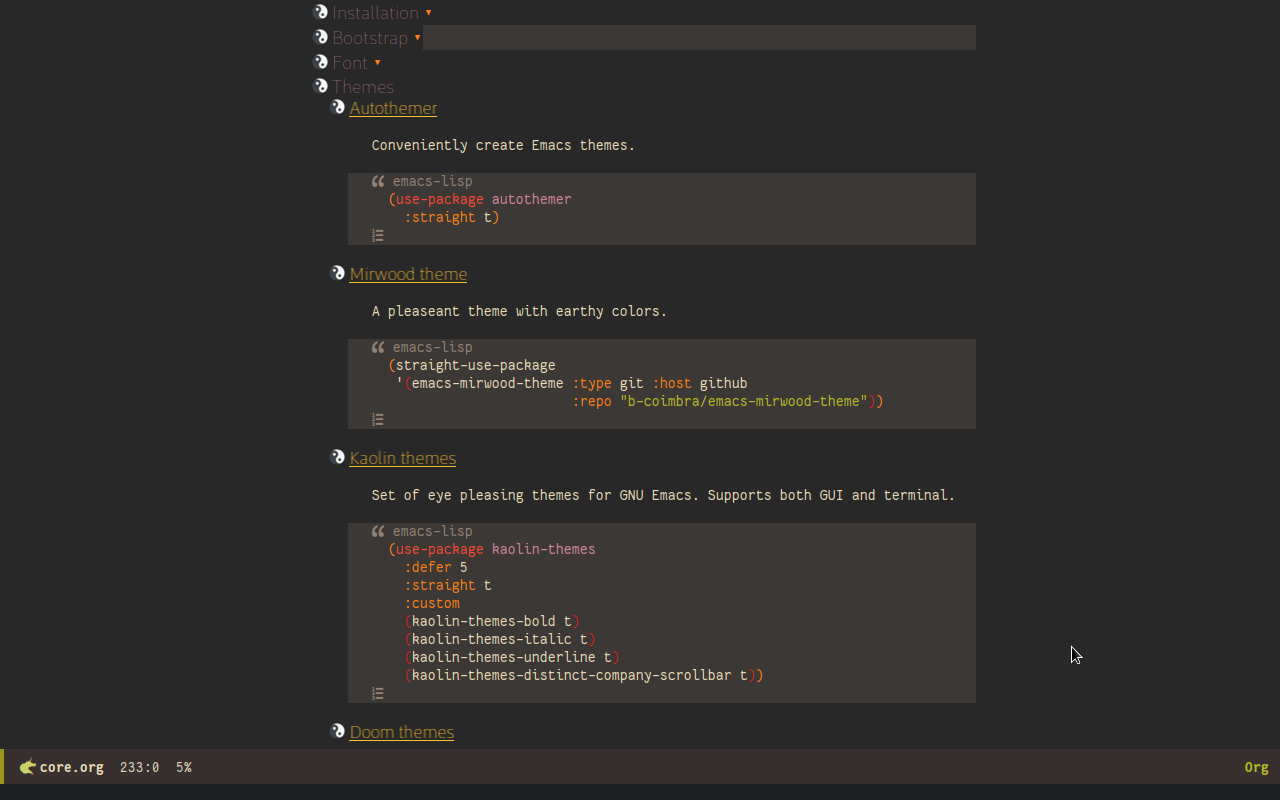 Installation ▾
Bootstrap ▾
Font ▾
Themes
Autothemer
Conveniently create Emacs themes.
emacs-lisp
(use-package autothemer
:straight t)
Mirwood theme
A pleaseant theme with earthy colors.
emacs-lisp
(straight-use-package
'(emacs-mirwood-theme :type git :host github
:repo "b-coimbra/emacs-mirwood-theme"))
Kaolin themes
Set of eye pleasing themes for GNU Emacs. Supports both GUI and terminal.
emacs-lisp
(use-package kaolin-themes
:defer 5
:straight t
:custom
(kaolin-themes-bold t)
(kaolin-themes-italic t)
(kaolin-themes-underline t)
(kaolin-themes-distinct-company-scrollbar t))
Doom themes
core.org 233:0 5% Org